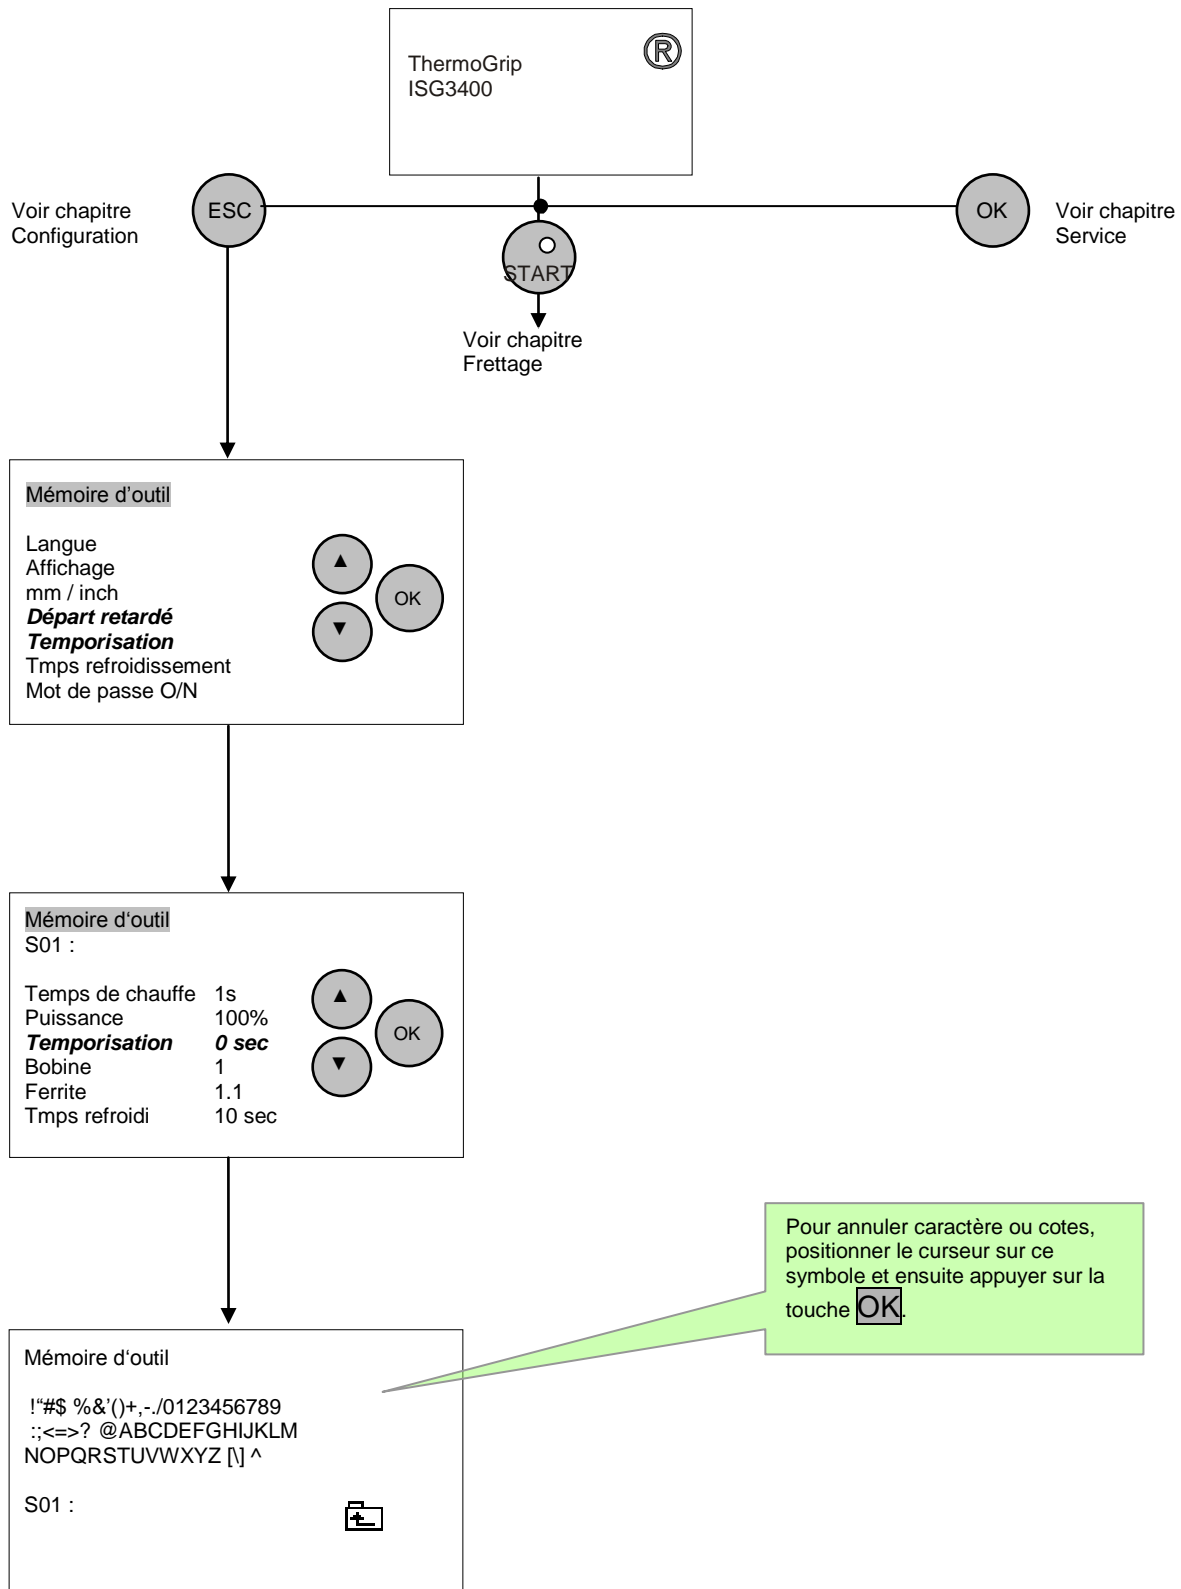 ThermoGrip
ISG3400
®
Voir chapitre
Configuration
ESC
START
OK
Voir chapitre
Service
Voir chapitre
Frettage
Mémoire d’outil
Langue
Affichage
mm / inch
Départ retardé
Temporisation
Tmps refroidissement
Mot de passe O/N
▲
▼
OK
Mémoire d‘outil
S01 :
Temps de chauffe 1s
Puissance 100%
Temporisation 0 sec
Bobine 1
Ferrite 1.1
Tmps refroidi 10 sec
▲
▼
OK
Pour annuler caractère ou cotes,
positionner le curseur sur ce
symbole et ensuite appuyer sur la
touche OK.
Mémoire d‘outil
!“#$ %&’()+,-./0123456789
:;<=>? @ABCDEFGHIJKLM
NOPQRSTUVWXYZ [\] ^
S01 :